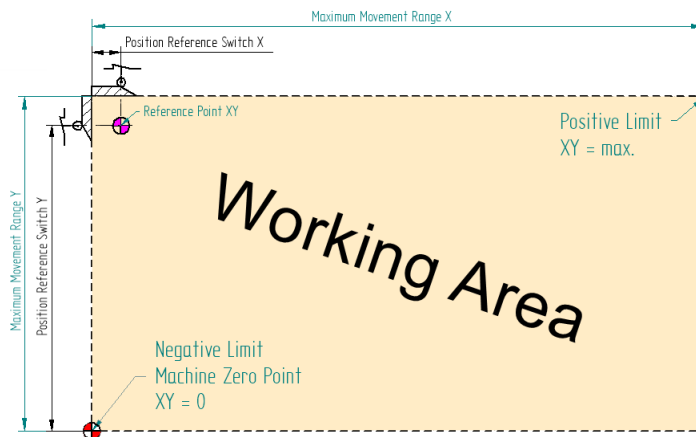 Maximum Movement Range X
Position Reference Switch X
Reference Point XY
Positive Limit
XY = max.
Maximum Movement Range Y
Position Reference Switch Y
Working Area
Negative Limit
Machine Zero Point
XY = 0